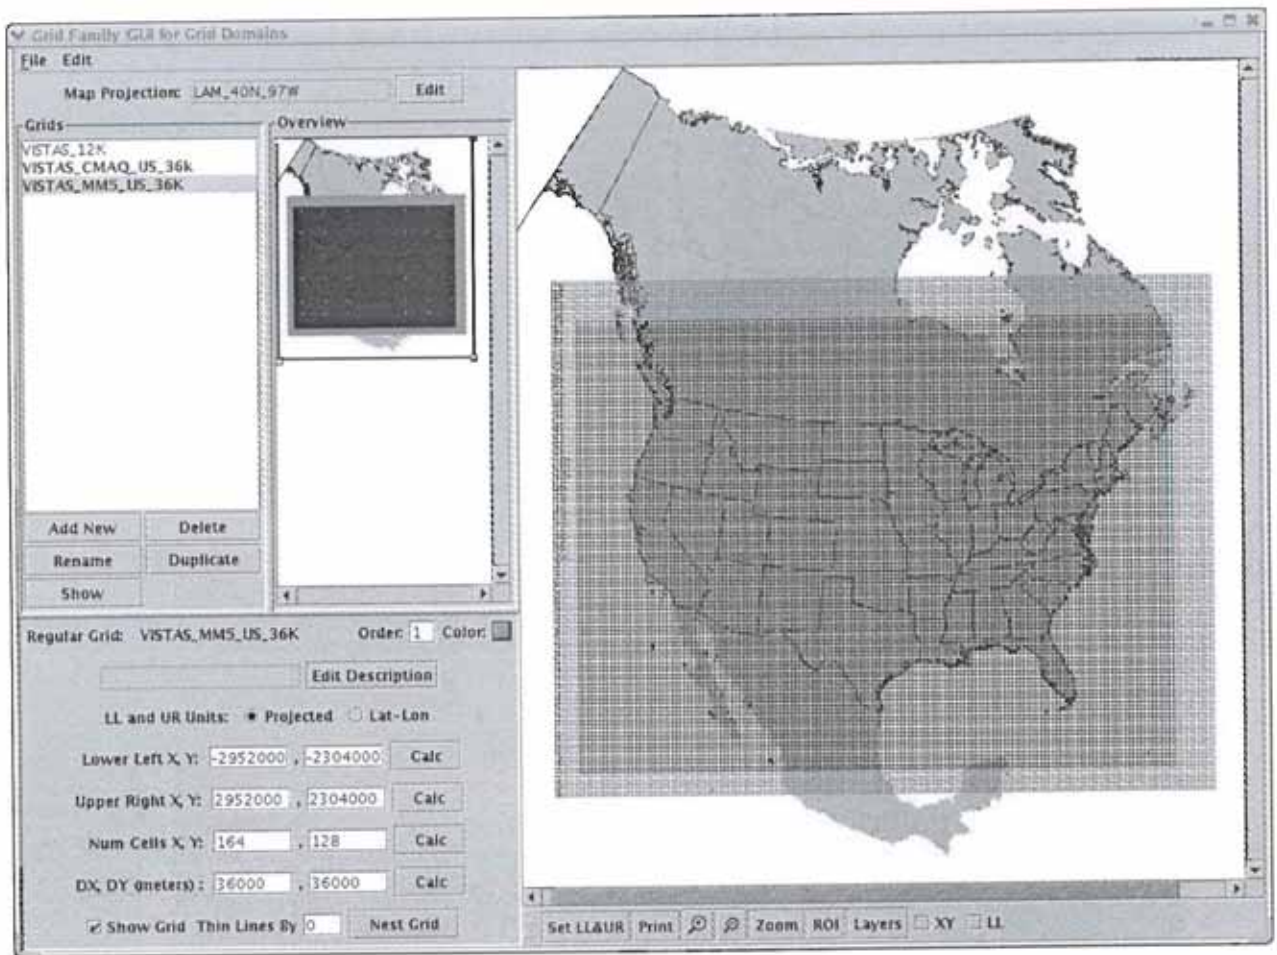 Grid Family GUI for Grid Domains
File Edit
Map Projection: LAM_40N_97W Edit
Grids
VISTAS_12K
VISTAS_CMAQ_US_36k
VISTAS_MM5_US_36K
Overview
Add New Delete
Rename Duplicate
Show
Regular Grid: VISTAS_MM5_US_36K Order: 1 Color:
Edit Description
LL and UR Units: Projected Lat-Lon
Lower Left X, Y: -2952000 , -2304000 Calc
Upper Right X, Y: 2952000 , 2304000 Calc
Num Cells X, Y: 164 , 128 Calc
DX, DY (meters) : 36000 , 36000 Calc
Show Grid Thin Lines By 0 Nest Grid
Set LL&UR Print Zoom ROI Layers XY LL